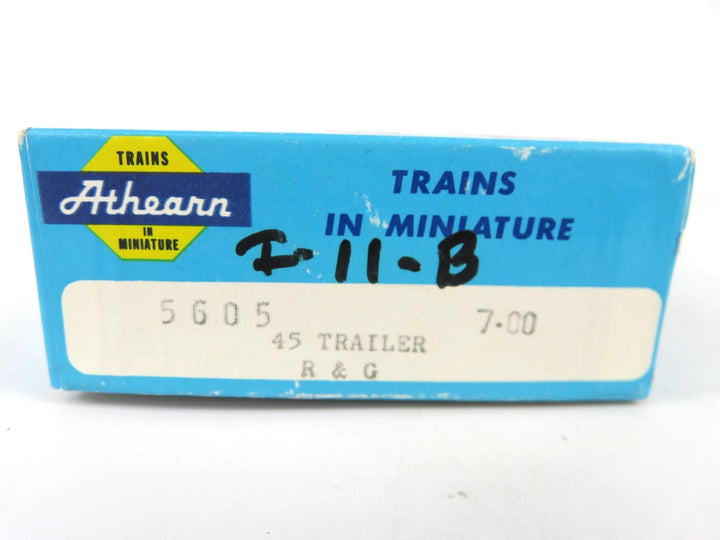 TRAINS
Athearn
IN
MINIATURE
TRAINS
IN MINIATURE
I-11-B
5605 7.00
45 TRAILER
R & G